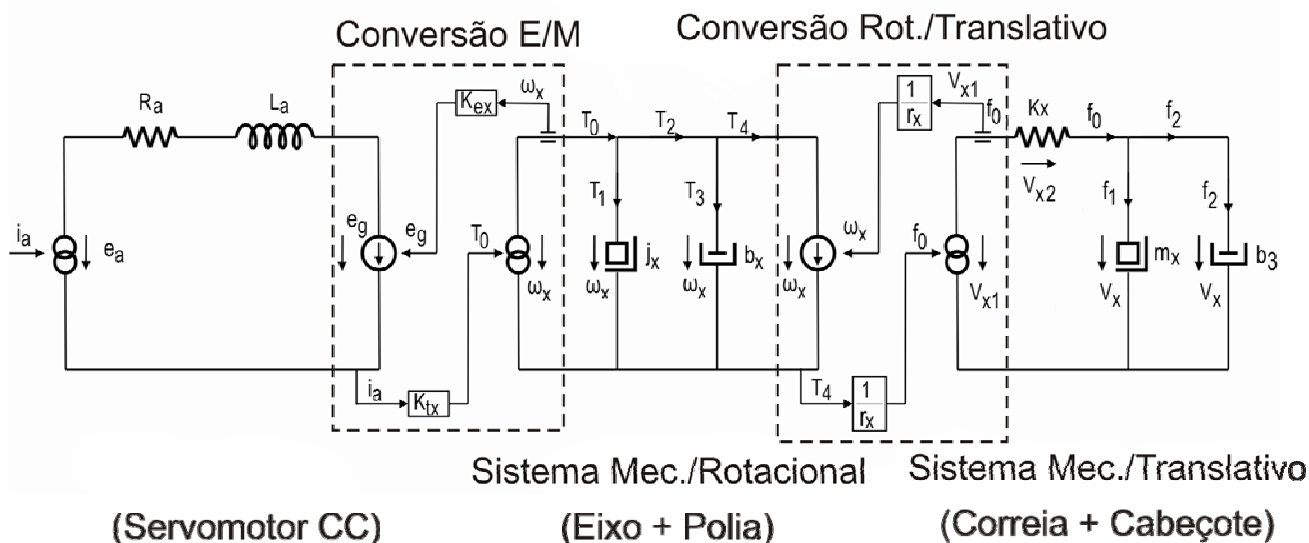 Conversão E/M
Conversão Rot./Translativo
Ra
La
Kex
ωx
T0
T2
T4
1
rx
Vx1
f0
Kx
f0
f2
Vx2
T1
T3
f1
f2
ia
ea
eg
eg
T0
ωx
jx
ωx
bx
ωx
ωx
ωx
f0
Vx1
mx
Vx
b3
Vx
ia
Ktx
T4
1
rx
Sistema Mec./Rotacional
Sistema Mec./Translativo
(Servomotor CC)
(Eixo + Polia)
(Correia + Cabeçote)